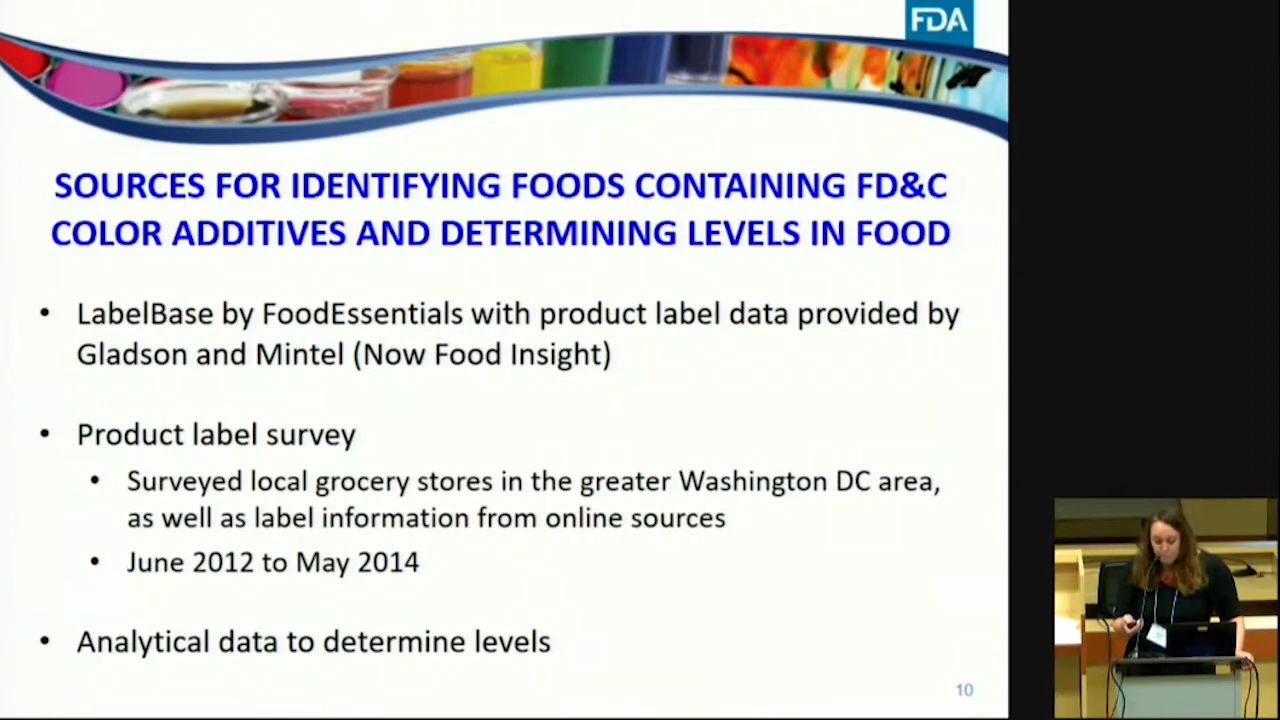 FDA
SOURCES FOR IDENTIFYING FOODS CONTAINING FD&C
COLOR ADDITIVES AND DETERMINING LEVELS IN FOOD
• LabelBase by FoodEssentials with product label data provided by
Gladson and Mintel (Now Food Insight)
• Product label survey
• Surveyed local grocery stores in the greater Washington DC area,
as well as label information from online sources
• June 2012 to May 2014
• Analytical data to determine levels
10